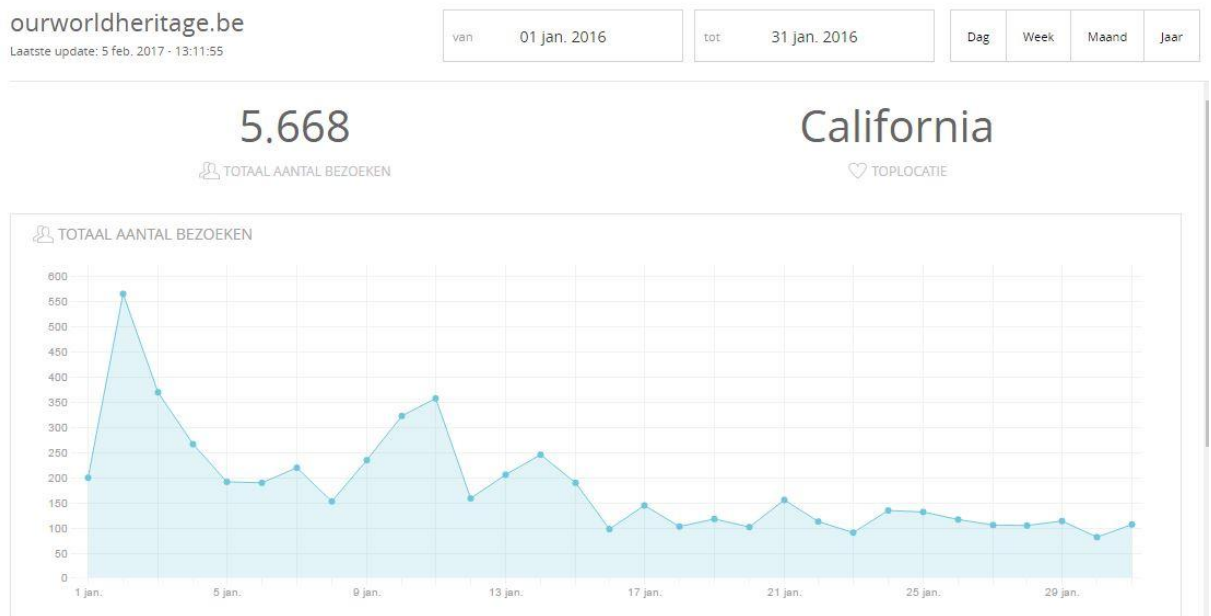 ourworldheritage.be
Laatste update: 5 feb. 2017 - 13:11:55
van 01 jan. 2016 tot 31 jan. 2016 Dag Week Maand Jaar
5.668 California
TOTAAL AANTAL BEZOEKEN TOPLOCATIE
TOTAAL AANTAL BEZOEKEN
600
550
500
450
400
350
300
250
200
150
100
50
0
1 jan. 5 jan. 9 jan. 13 jan. 17 jan. 21 jan. 25 jan. 29 jan.